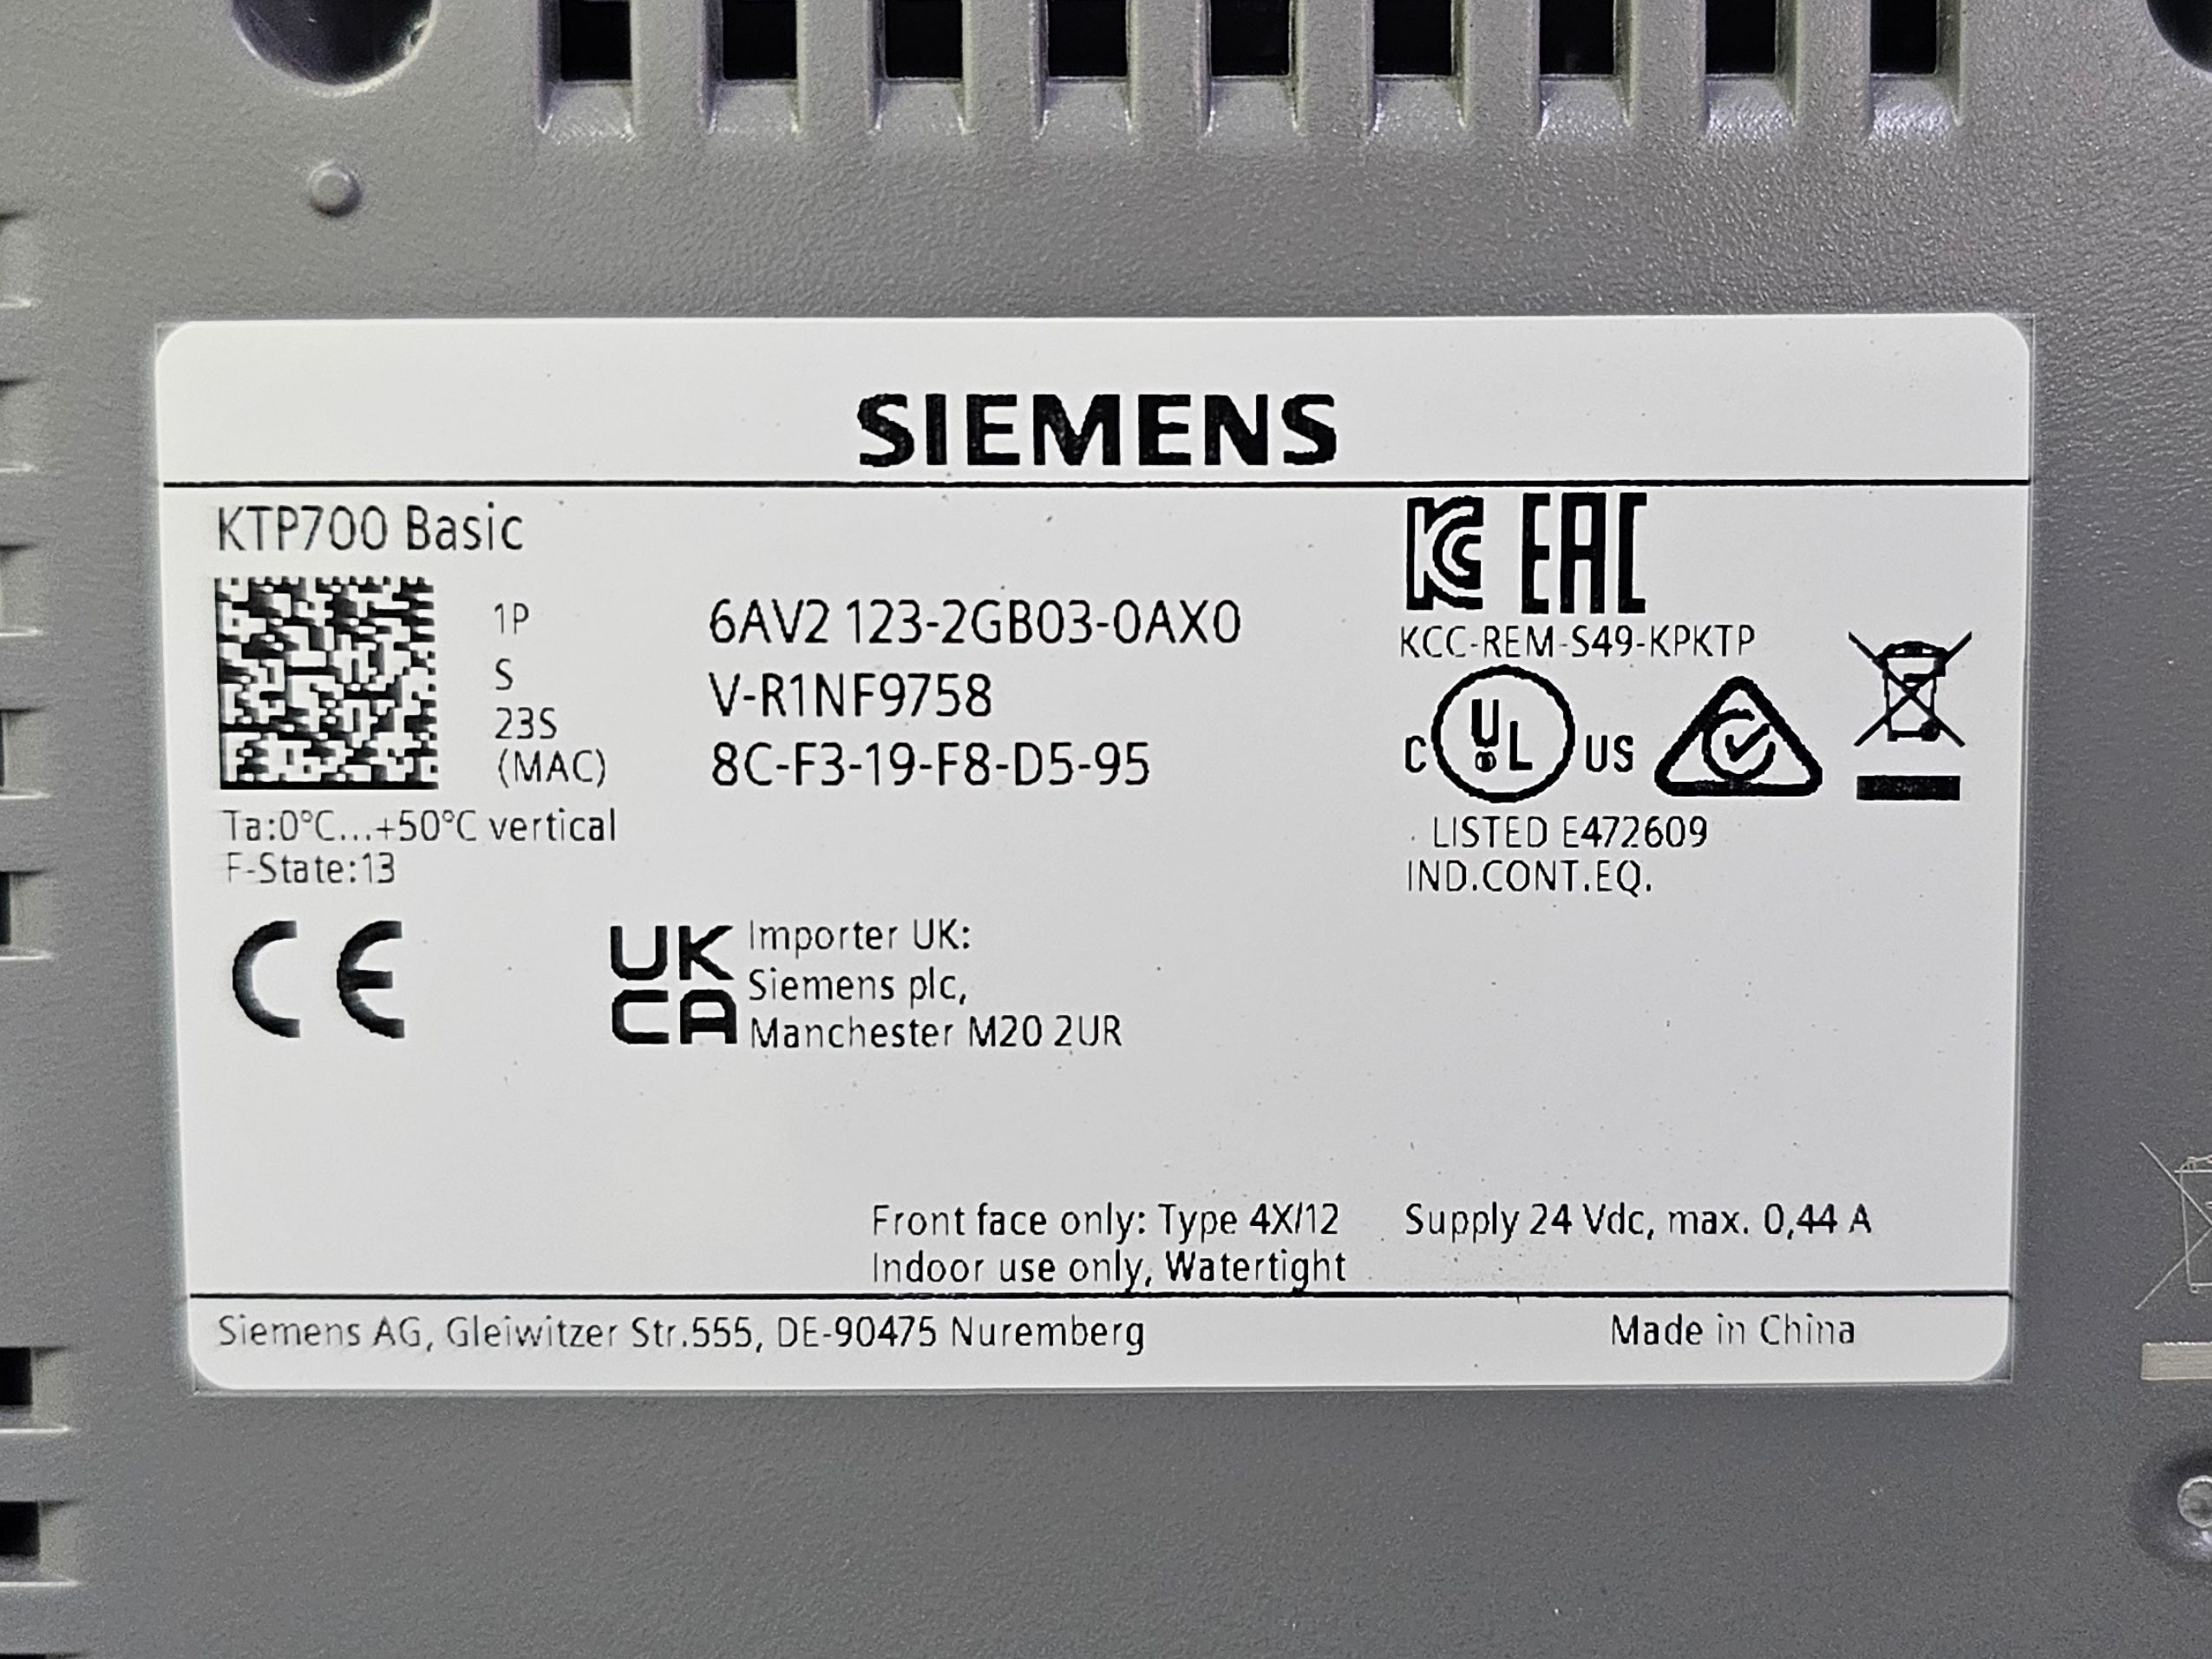 SIEMENS
KTP700 Basic
1P 6AV2 123-2GB03-0AX0
S V-R1NF9758
23S
(MAC) 8C-F3-19-F8-D5-95
Ta:0°C...+50°C vertical
F-State:13
CE
UK
CA
Importer UK:
Siemens plc,
Manchester M20 2UR
KC EAC
KCC-REM-S49-KPKTP
C UL US
LISTED E472609
IND.CONT.EQ.
Front face only: Type 4X/12
Indoor use only, Watertight
Supply 24 Vdc, max. 0,44 A
Siemens AG, Gleiwitzer Str.555, DE-90475 Nuremberg
Made in China